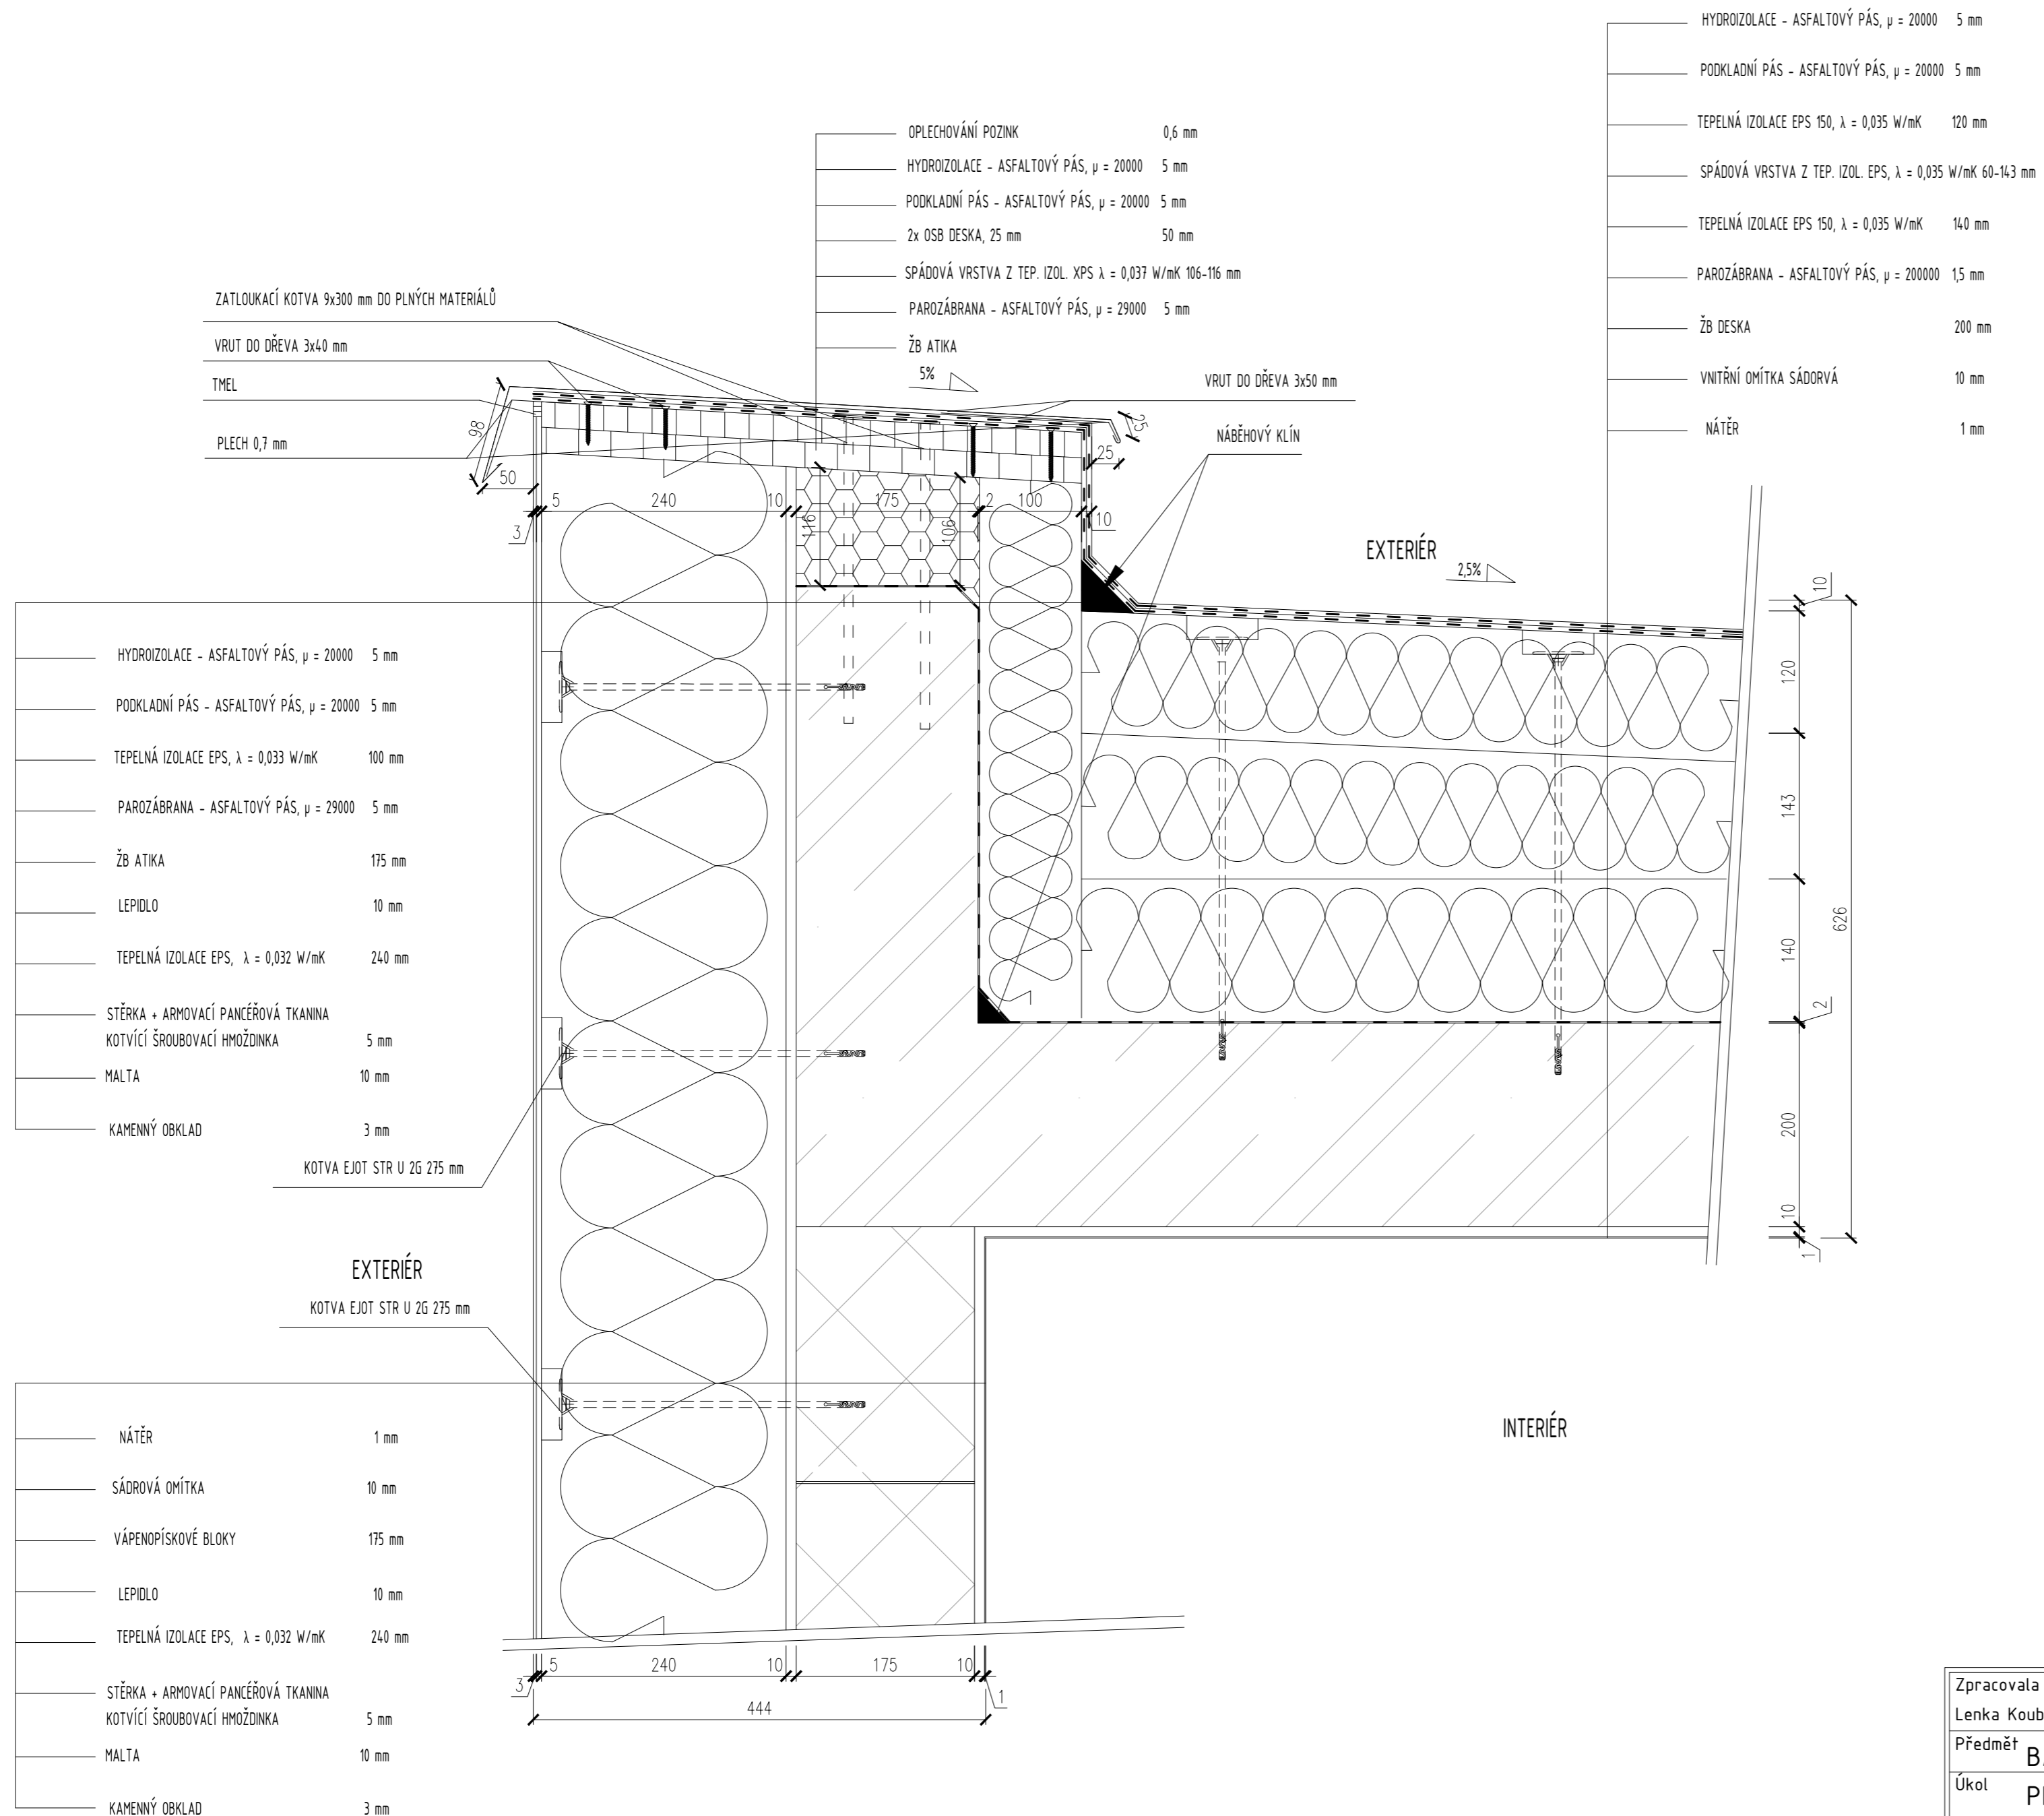 HYDROIZOLACE - ASFALTOVÝ PÁS, μ = 20000 5 mm
PODKLADNÍ PÁS - ASFALTOVÝ PÁS, μ = 20000 5 mm
TEPELNÁ IZOLACE EPS 150, λ = 0,035 W/mK 120 mm
SPÁDOVÁ VRSTVA Z TEP. IZOL. EPS, λ = 0,035 W/mK 60-143 mm
TEPELNÁ IZOLACE EPS 150, λ = 0,035 W/mK 140 mm
PAROZÁBRANA - ASFALTOVÝ PÁS, μ = 200000 1,5 mm
ŽB DESKA 200 mm
VNITŘNÍ OMÍTKA SÁDORVÁ 10 mm
NÁTĚR 1 mm
OPLECHOVÁNÍ POZINK 0,6 mm
HYDROIZOLACE - ASFALTOVÝ PÁS, μ = 20000 5 mm
PODKLADNÍ PÁS - ASFALTOVÝ PÁS, μ = 20000 5 mm
2x OSB DESKA, 25 mm 50 mm
SPÁDOVÁ VRSTVA Z TEP. IZOL. XPS λ = 0,037 W/mK 106-116 mm
PAROZÁBRANA - ASFALTOVÝ PÁS, μ = 29000 5 mm
ŽB ATIKA
5%
ZATLOUKACÍ KOTVA 9x300 mm DO PLNÝCH MATERIÁLŮ
VRUT DO DŘEVA 3x40 mm
TMEL
PLECH 0,7 mm
VRUT DO DŘEVA 3x50 mm
NÁBĚHOVÝ KLÍN
98
50
25
25
3
5
240
10
116
175
106
2
100
10
EXTERIÉR
2,5%
10
120
143
140
2
200
10
1
626
HYDROIZOLACE - ASFALTOVÝ PÁS, μ = 20000 5 mm
PODKLADNÍ PÁS - ASFALTOVÝ PÁS, μ = 20000 5 mm
TEPELNÁ IZOLACE EPS, λ = 0,033 W/mK 100 mm
PAROZÁBRANA - ASFALTOVÝ PÁS, μ = 29000 5 mm
ŽB ATIKA 175 mm
LEPIDLO 10 mm
TEPELNÁ IZOLACE EPS, λ = 0,032 W/mK 240 mm
STĚRKA + ARMOVACÍ PANCÉŘOVÁ TKANINA
KOTVÍCÍ ŠROUBOVACÍ HMOŽDINKA 5 mm
MALTA 10 mm
KAMENNÝ OBKLAD 3 mm
KOTVA EJOT STR U 2G 275 mm
EXTERIÉR
KOTVA EJOT STR U 2G 275 mm
INTERIÉR
NÁTĚR 1 mm
SÁDROVÁ OMÍTKA 10 mm
VÁPENOPÍSKOVÉ BLOKY 175 mm
LEPIDLO 10 mm
TEPELNÁ IZOLACE EPS, λ = 0,032 W/mK 240 mm
STĚRKA + ARMOVACÍ PANCÉŘOVÁ TKANINA
KOTVÍCÍ ŠROUBOVACÍ HMOŽDINKA 5 mm
MALTA 10 mm
KAMENNÝ OBKLAD 3 mm
3
5
240
10
175
10
1
444
Zpracovala
Lenka
Předmět
Úkol